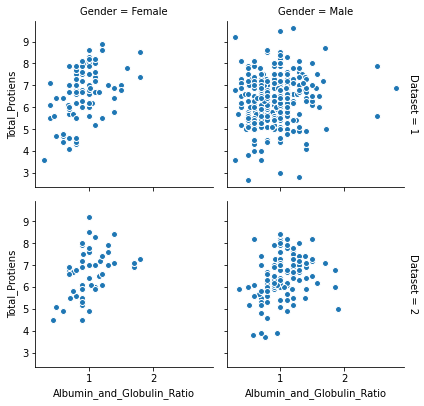 Gender = Female
Gender = Male
9
8
7
6
5
4
3
Total_Protiens
Dataset = 1
9
8
7
6
5
4
3
Total_Protiens
Dataset = 2
1
2
1
2
Albumin_and_Globulin_Ratio
Albumin_and_Globulin_Ratio